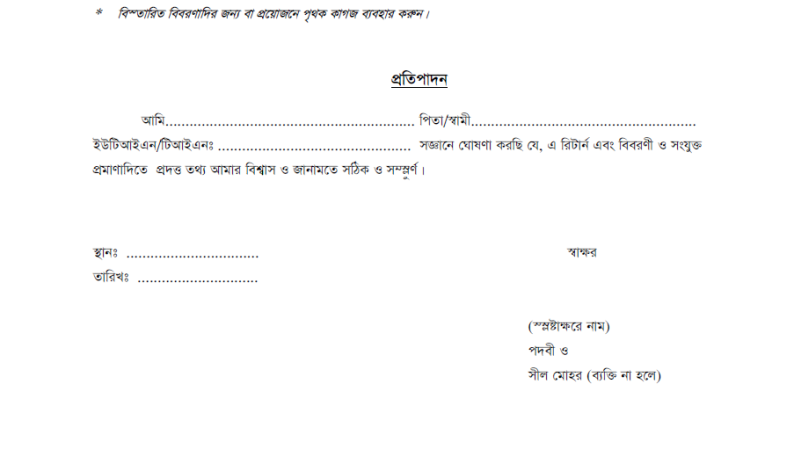 * বিস্তারিত বিবরণাদির জন্য বা প্রয়োজনে পৃথক কাগজ ব্যবহার করুন।
প্রতিপাদন
আমি.............................................................. পিতা/স্বামী........................................................
ইউটিআইএন/টিআইএনঃ ................................................ সজ্ঞানে ঘোষণা করছি যে, এ রিটার্ন এবং বিবরণী ও সংযুক্ত
প্রমাণাদিতে প্রদত্ত তথ্য আমার বিশ্বাস ও জানামতে সঠিক ও সম্স্নুর্ণ।
স্থানঃ ................................. স্বাক্ষর
তারিখঃ ..............................
(স্স্নষ্টাক্ষরে নাম)
পদবী ও
সীল মোহর (ব্যক্তি না হলে)